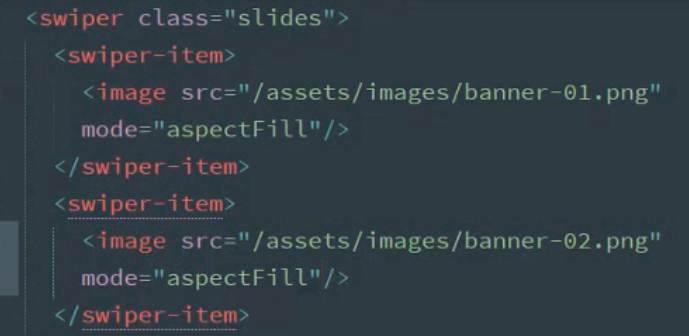 <swiper class="slides">
<swiper-item>
<image src="/assets/images/banner-01.png"
mode="aspectFill"/>
</swiper-item>
<swiper-item>
<image src="/assets/images/banner-02.png"
mode="aspectFill"/>
</swiper-item>